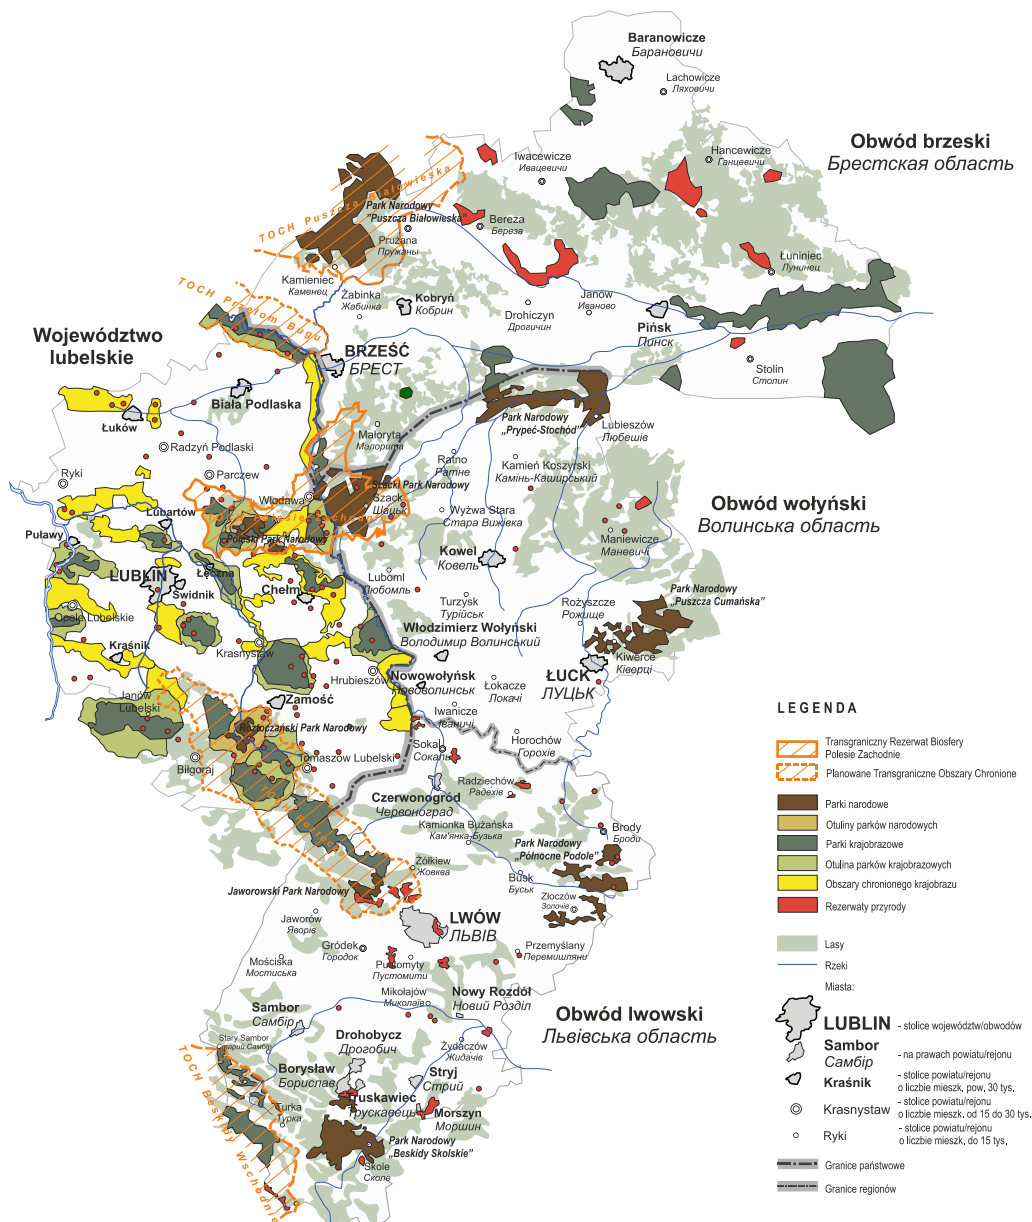 Baranowicze
Барановичи
Lachowicze
Ляховичи
Obwód brzeski
Брестская область
Iwacewicze
Ивацевичи
Hancewicze
Ганцевичи
TOCH Puszcza Białowieska
Park Narodowy
"Puszcza Białowieska"
Prużana
Пружаны
Bereza
Береза
Łuniniec
Лунинец
Kamieniec
Каменец
TOCH Przełom Bugu
Żabinka
Жабинка
Kobryń
Кобрин
Drohiczyn
Дрогичин
Janów
Иваново
Pińsk
Пинск
Stolin
Столин
Województwo
lubelskie
BRZEŚĆ
БРЕСТ
Biała Podlaska
Łuków
Małoryta
Малорита
Park Narodowy
„Prypeć-Stochód"
Lubieszów
Любешів
Radzyń Podlaski
Parczew
Ryki
Ratno
Ратне
Kamień Koszyrski
Камінь-Каширський
Obwód wołyński
Волинська область
Włodawa
Szacki Park Narodowy
Szack
Шацьк
Wyżwa Stara
Стара Вижівка
Lubartów
Poleski Park Narodowy
Maniewicze
Маневичі
Puławy
Kowel
Ковель
LUBLIN
Łęczna
Świdnik
Chełm
Luboml
Любомль
Park Narodowy
„Puszcza Cumańska"
Opole Lubelskie
Turzysk
Турійськ
Rożyszcze
Рожище
Kraśnik
Krasnystaw
Włodzimierz Wołyński
Володимир Волинський
Kiwerce
Ківерці
Hrubieszów
Nowowołyńsk
Нововолинськ
ŁUCK
ЛУЦЬК
Łokacze
Локачі
Janów
Lubelski
Zamość
Iwanicze
Іваничі
Roztoczański Park Narodowy
Sokal
Сокаль
Horochów
Горохів
Biłgoraj
Tomaszów Lubelski
Radziechów
Радехів
Czerwonogród
Червоноград
Kamionka Bużańska
Кам'янка-Бузька
Brody
Броди
Park Narodowy
„Północne Podole"
Żółkiew
Жовква
Busk
Буськ
Jaworowski Park Narodowy
Złoczów
Золочів
LWÓW
ЛЬВІВ
Jaworów
Яворів
Gródek
Городок
Mościska
Мостиська
Pustomyty
Пустомити
Przemyślany
Перемишляни
Mikołajów
Миколаїв
Nowy Rozdół
Новий Розділ
Obwód lwowski
Львівська область
Sambor
Самбір
Stary Sambor
Старий Самбір
Drohobycz
Дрогобич
Żydaczów
Жидачів
TOCH Beskidy Wschodnie
Borysław
Борислав
Stryj
Стрий
Truskawiec
Трускавець
Turka
Турка
Morszyn
Моршин
Park Narodowy
„Beskidy Skolskie"
Skole
Сколе
LEGENDA
Transgraniczny Rezerwat Biosfery
Polesie Zachodnie
Planowane Transgraniczne Obszary Chronione
Parki narodowe
Otuliny parków narodowych
Parki krajobrazowe
Otulina parków krajobrazowych
Obszary chronionego krajobrazu
Rezerwaty przyrody
Lasy
Rzeki
Miasta:
LUBLIN - stolice województw/obwodów
Sambor
Самбір - na prawach powiatu/rejonu
Kraśnik - stolice powiatu/rejonu
o liczbie mieszk. pow. 30 tys.
Krasnystaw - stolice powiatu/rejonu
o liczbie mieszk. od 15 do 30 tys.
Ryki - stolice powiatu/rejonu
o liczbie mieszk. do 15 tys.
Granice państwowe
Granice regionów